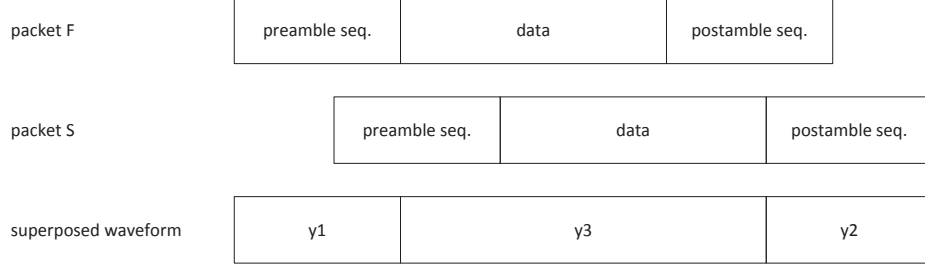 packet F preamble seq. data postamble seq.
packet S preamble seq. data postamble seq.
superposed waveform y1 y3 y2